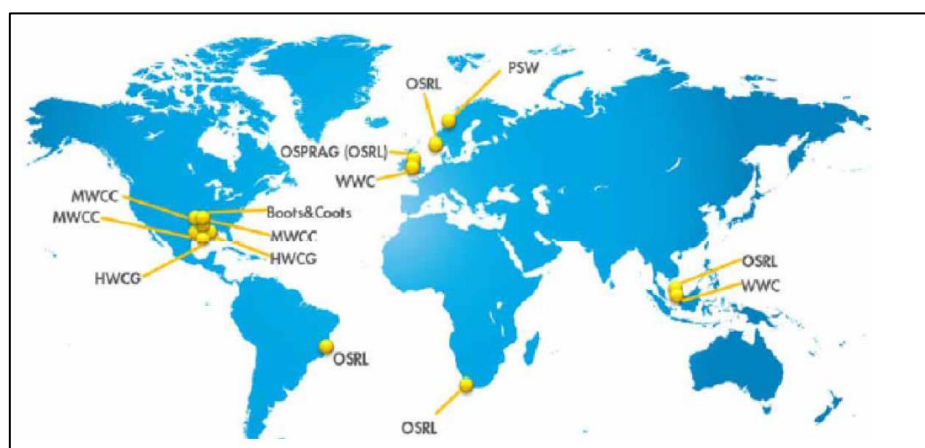 PSW
OSRL
OSPRAG (OSRL)
WWC
MWCC
Boots&Coots
MWCC
MWCC
HWCG
HWCG
OSRL
WWC
OSRL
OSRL